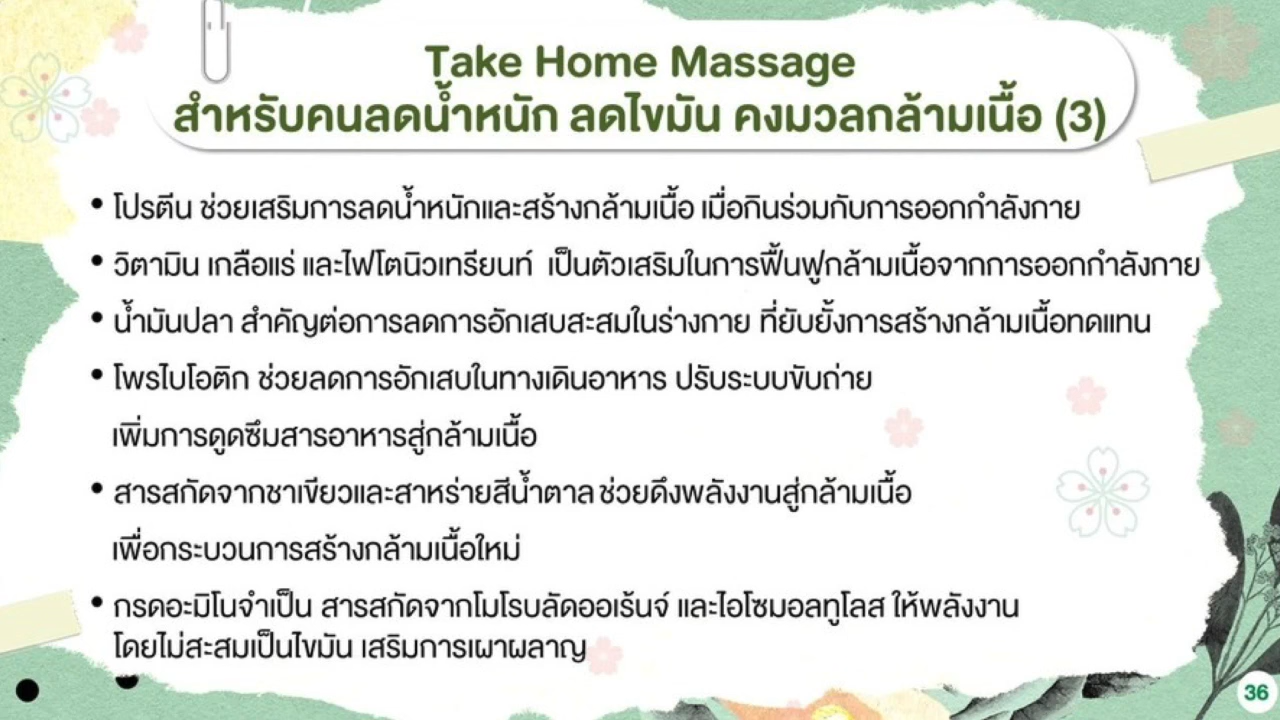 Take Home Massage
สำหรับคนลดน้ำหนัก ลดไขมัน คงมวลกล้ามเนื้อ (3)
• โปรตีน ช่วยเสริมการลดน้ำหนักและสร้างกล้ามเนื้อ เมื่อกินร่วมกับการออกกำลังกาย
• วิตามิน เกลือแร่ และไฟโตนิวเทรียนท์ เป็นตัวเสริมในการฟื้นฟูกล้ามเนื้อจากการออกกำลังกาย
• น้ำมันปลา สำคัญต่อการลดการอักเสบสะสมในร่างกาย ที่ยับยั้งการสร้างกล้ามเนื้อทดแทน
• โพรไบโอติก ช่วยลดการอักเสบในทางเดินอาหาร ปรับระบบขับถ่าย
เพิ่มการดูดซึมสารอาหารสู่กล้ามเนื้อ
• สารสกัดจากชาเขียวและสาหร่ายสีน้ำตาล ช่วยดึงพลังงานสู่กล้ามเนื้อ
เพื่อกระบวนการสร้างกล้ามเนื้อใหม่
• กรดอะมิโนจำเป็น สารสกัดจากโมโรบลัดออเร้นจ์ และไอโซมอลทูโลส ให้พลังงาน
โดยไม่สะสมเป็นไขมัน เสริมการเผาผลาญ
36